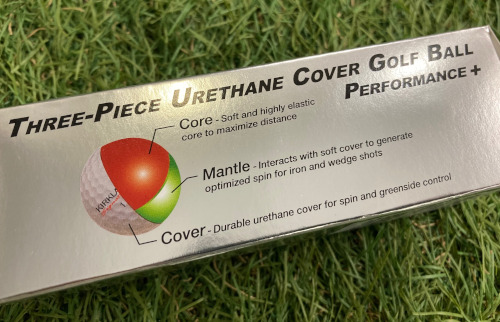 THREE-PIECE URETHANE COVER GOLF BALL
PERFORMANCE+
Core - Soft and highly elastic
core to maximize distance
Mantle - Interacts with soft cover to generate
optimized spin for iron and wedge shots
KIRKLA
Cover - Durable urethane cover for spin and greenside control